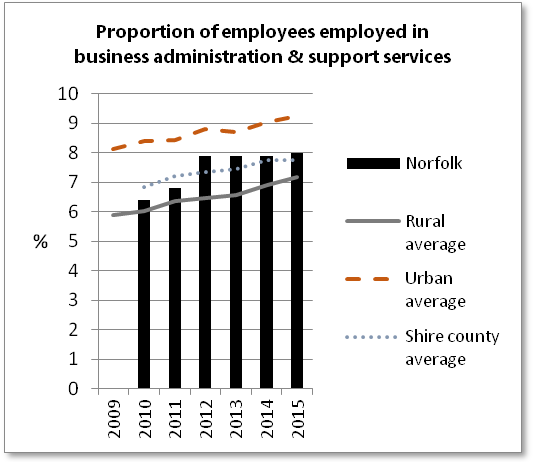 Proportion of employees employed in
business administration & support services
10
9
8
7
6
5
4
3
2
1
0
%
2009
2010
2011
2012
2013
2014
2015
Norfolk
Rural
average
Urban
average
Shire county
average